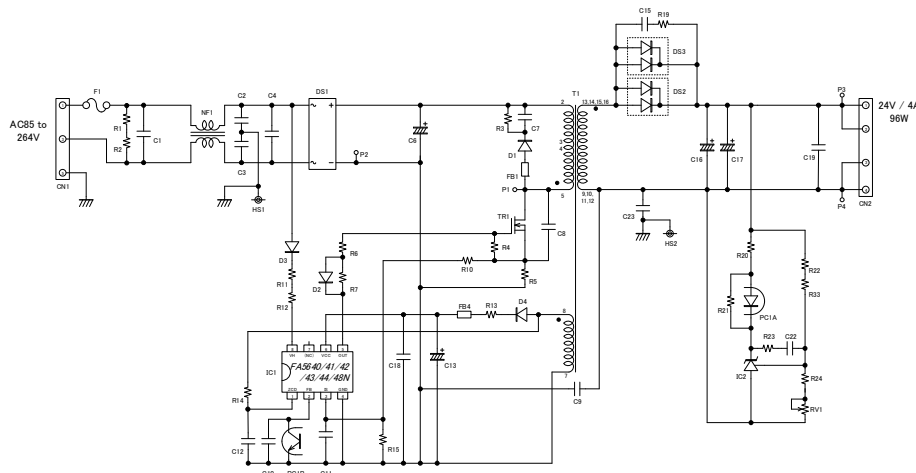 C15
R19
DS3
F1
C2
C4
DS1
T1
DS2
P3
1
2
13,14,15,16
1
24V / 4A
96W
AC85 to
264V
NF1
R1
C1
R3
C7
C6
3
4
2
R2
P2
D1
C16
C17
C19
3
C3
FB1
CN1
HS1
P1
5
9,10,
11,12
P4
CN2
TR1
C8
C23
HS2
R6
R4
R20
R22
D3
R10
R11
D2
R7
R5
R33
R12
R21
PC1A
FB4
R13
D4
8
R23
C22
VH
(NC)
VCC
OUT
IC1
FA5640/41/42
/43/44/48N
C18
C13
IC2
R24
ZCD
FB
IS
GND
7
R14
C9
RV1
C12
R15